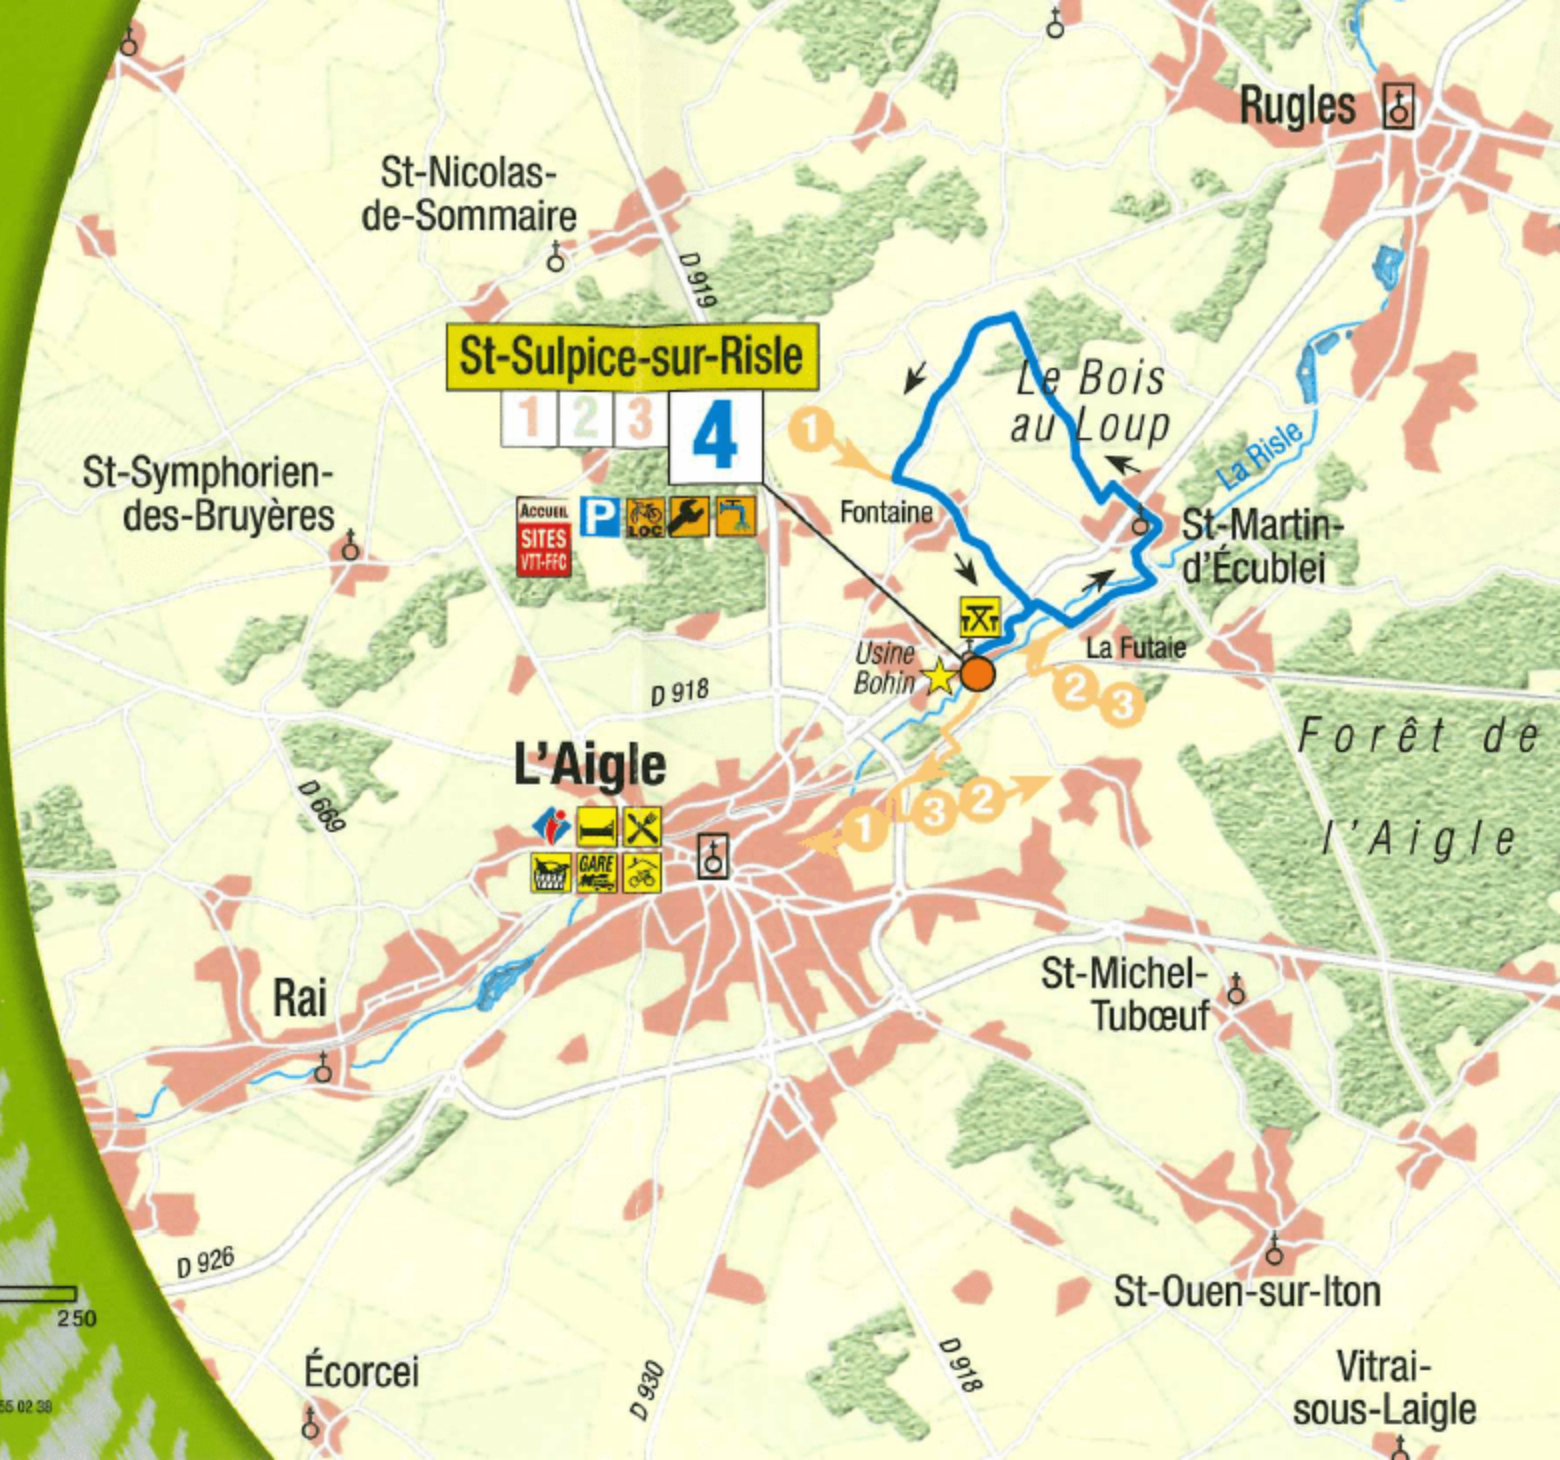 Rugles
St-Nicolas-
de-Sommaire
D 919
St-Sulpice-sur-Risle
1 2 3 4
Le Bois
au Loup
1
La Risle
St-Symphorien-
des-Bruyères
ACCUEIL
SITES
VTT-FFC
P
LOC
Fontaine
St-Martin-
d'Écublei
Usine
Bohin
La Futaie
2 3
D 918
L'Aigle
Forêt de
l'Aigle
D 669
1 3 2
GARE
St-Michel-
Tubœuf
Rai
D 926
250
St-Ouen-sur-Iton
Écorcei
D 930
D 918
Vitrai-
sous-Laigle